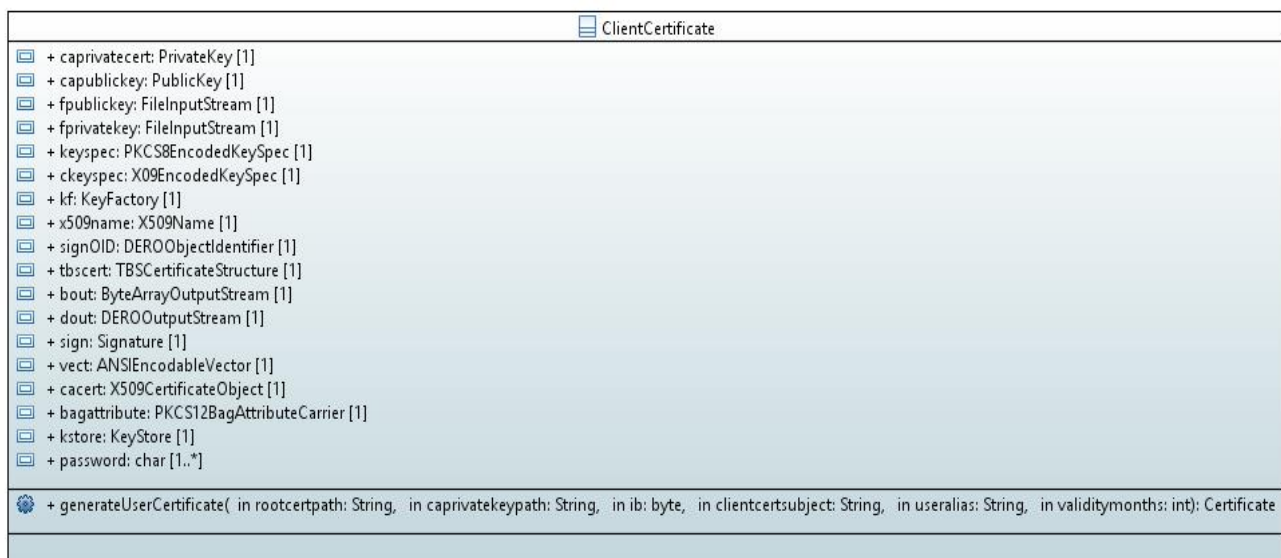 ClientCertificate
+ caprivatecert: PrivateKey [1]
+ capublickey: PublicKey [1]
+ fpublickey: FileInputStream [1]
+ fprivatekey: FileInputStream [1]
+ keyspec: PKCS8EncodedKeySpec [1]
+ ckeyspec: X09EncodedKeySpec [1]
+ kf: KeyFactory [1]
+ x509name: X509Name [1]
+ signOID: DEROObjectIdentifier [1]
+ tbscert: TBSCertificateStructure [1]
+ bout: ByteArrayOutputStream [1]
+ dout: DEROOutputStream [1]
+ sign: Signature [1]
+ vect: ANSIEncodableVector [1]
+ cacert: X509CertificateObject [1]
+ bagattribute: PKCS12BagAttributeCarrier [1]
+ kstore: KeyStore [1]
+ password: char [1..*]
+ generateUserCertificate( in rootcertpath: String, in caprivatekeypath: String, in ib: byte, in clientcertsubject: String, in useralias: String, in validitymonths: int): Certificate